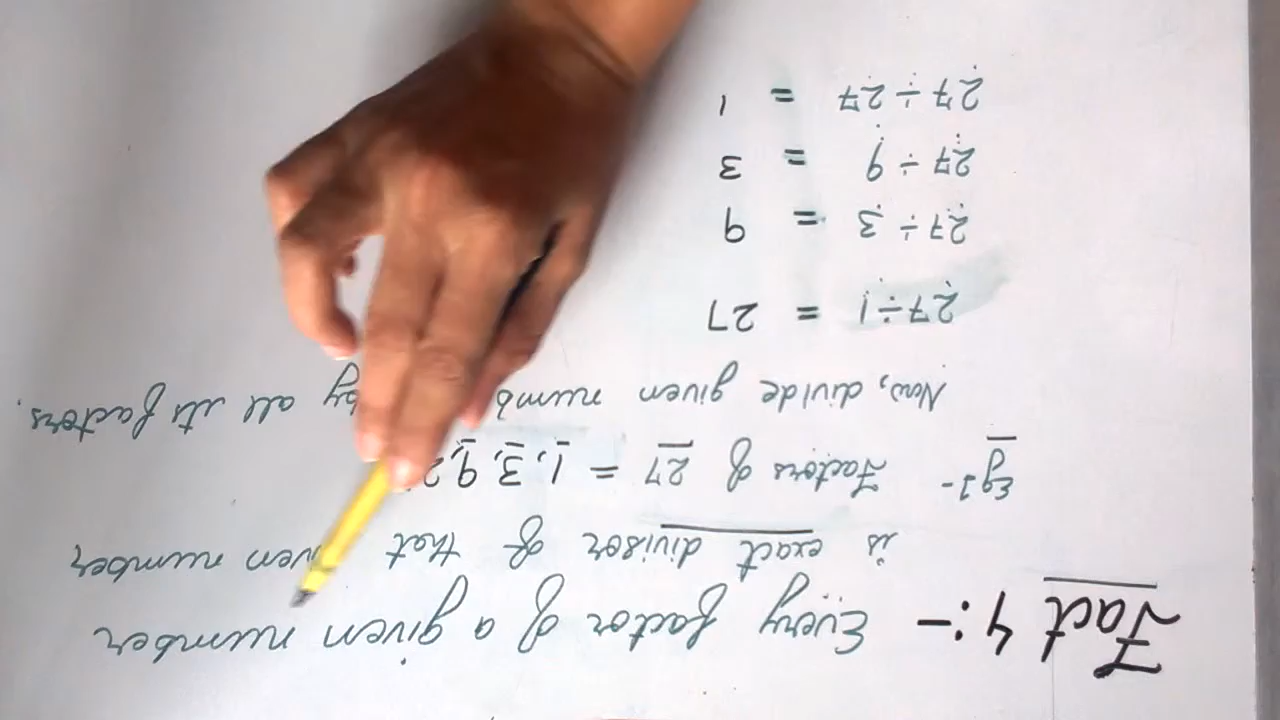 Fact 4:- Every factor of a given number
is exact divisor of that number
Eg1- Factors of 27 = 1, 3, 9,
Now, divide given by all its factors.
27 ÷ 1 = 27
27 ÷ 3 = 9
27 ÷ 9 = 3
27 ÷ 27 = 1